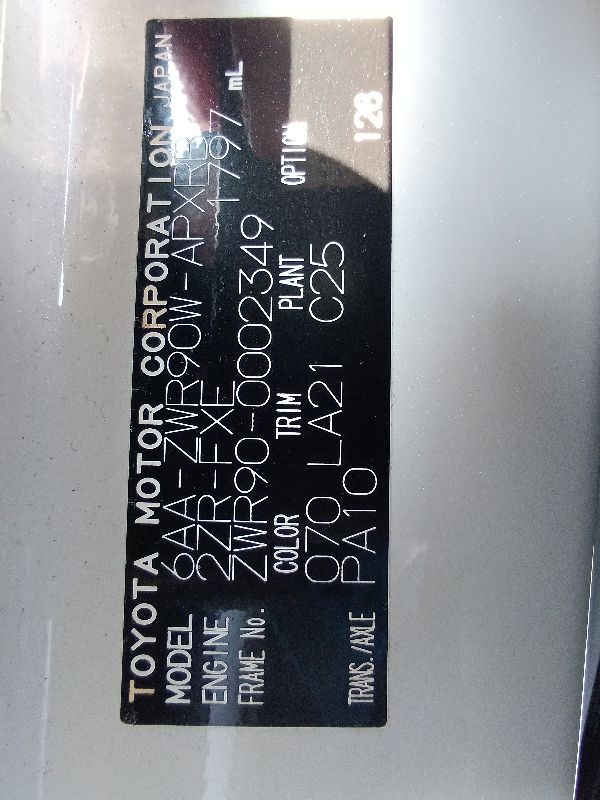 TOYOTA MOTOR CORPORATION JAPAN
MODEL 6AA-ZWR90W-APXRB
ENGINE 2ZR-FXE 1797 mL
FRAME No. ZWR90-0002349
COLOR TRIM PLANT OPTION
070 LA21 C25
TRANS./AXLE PA10 128